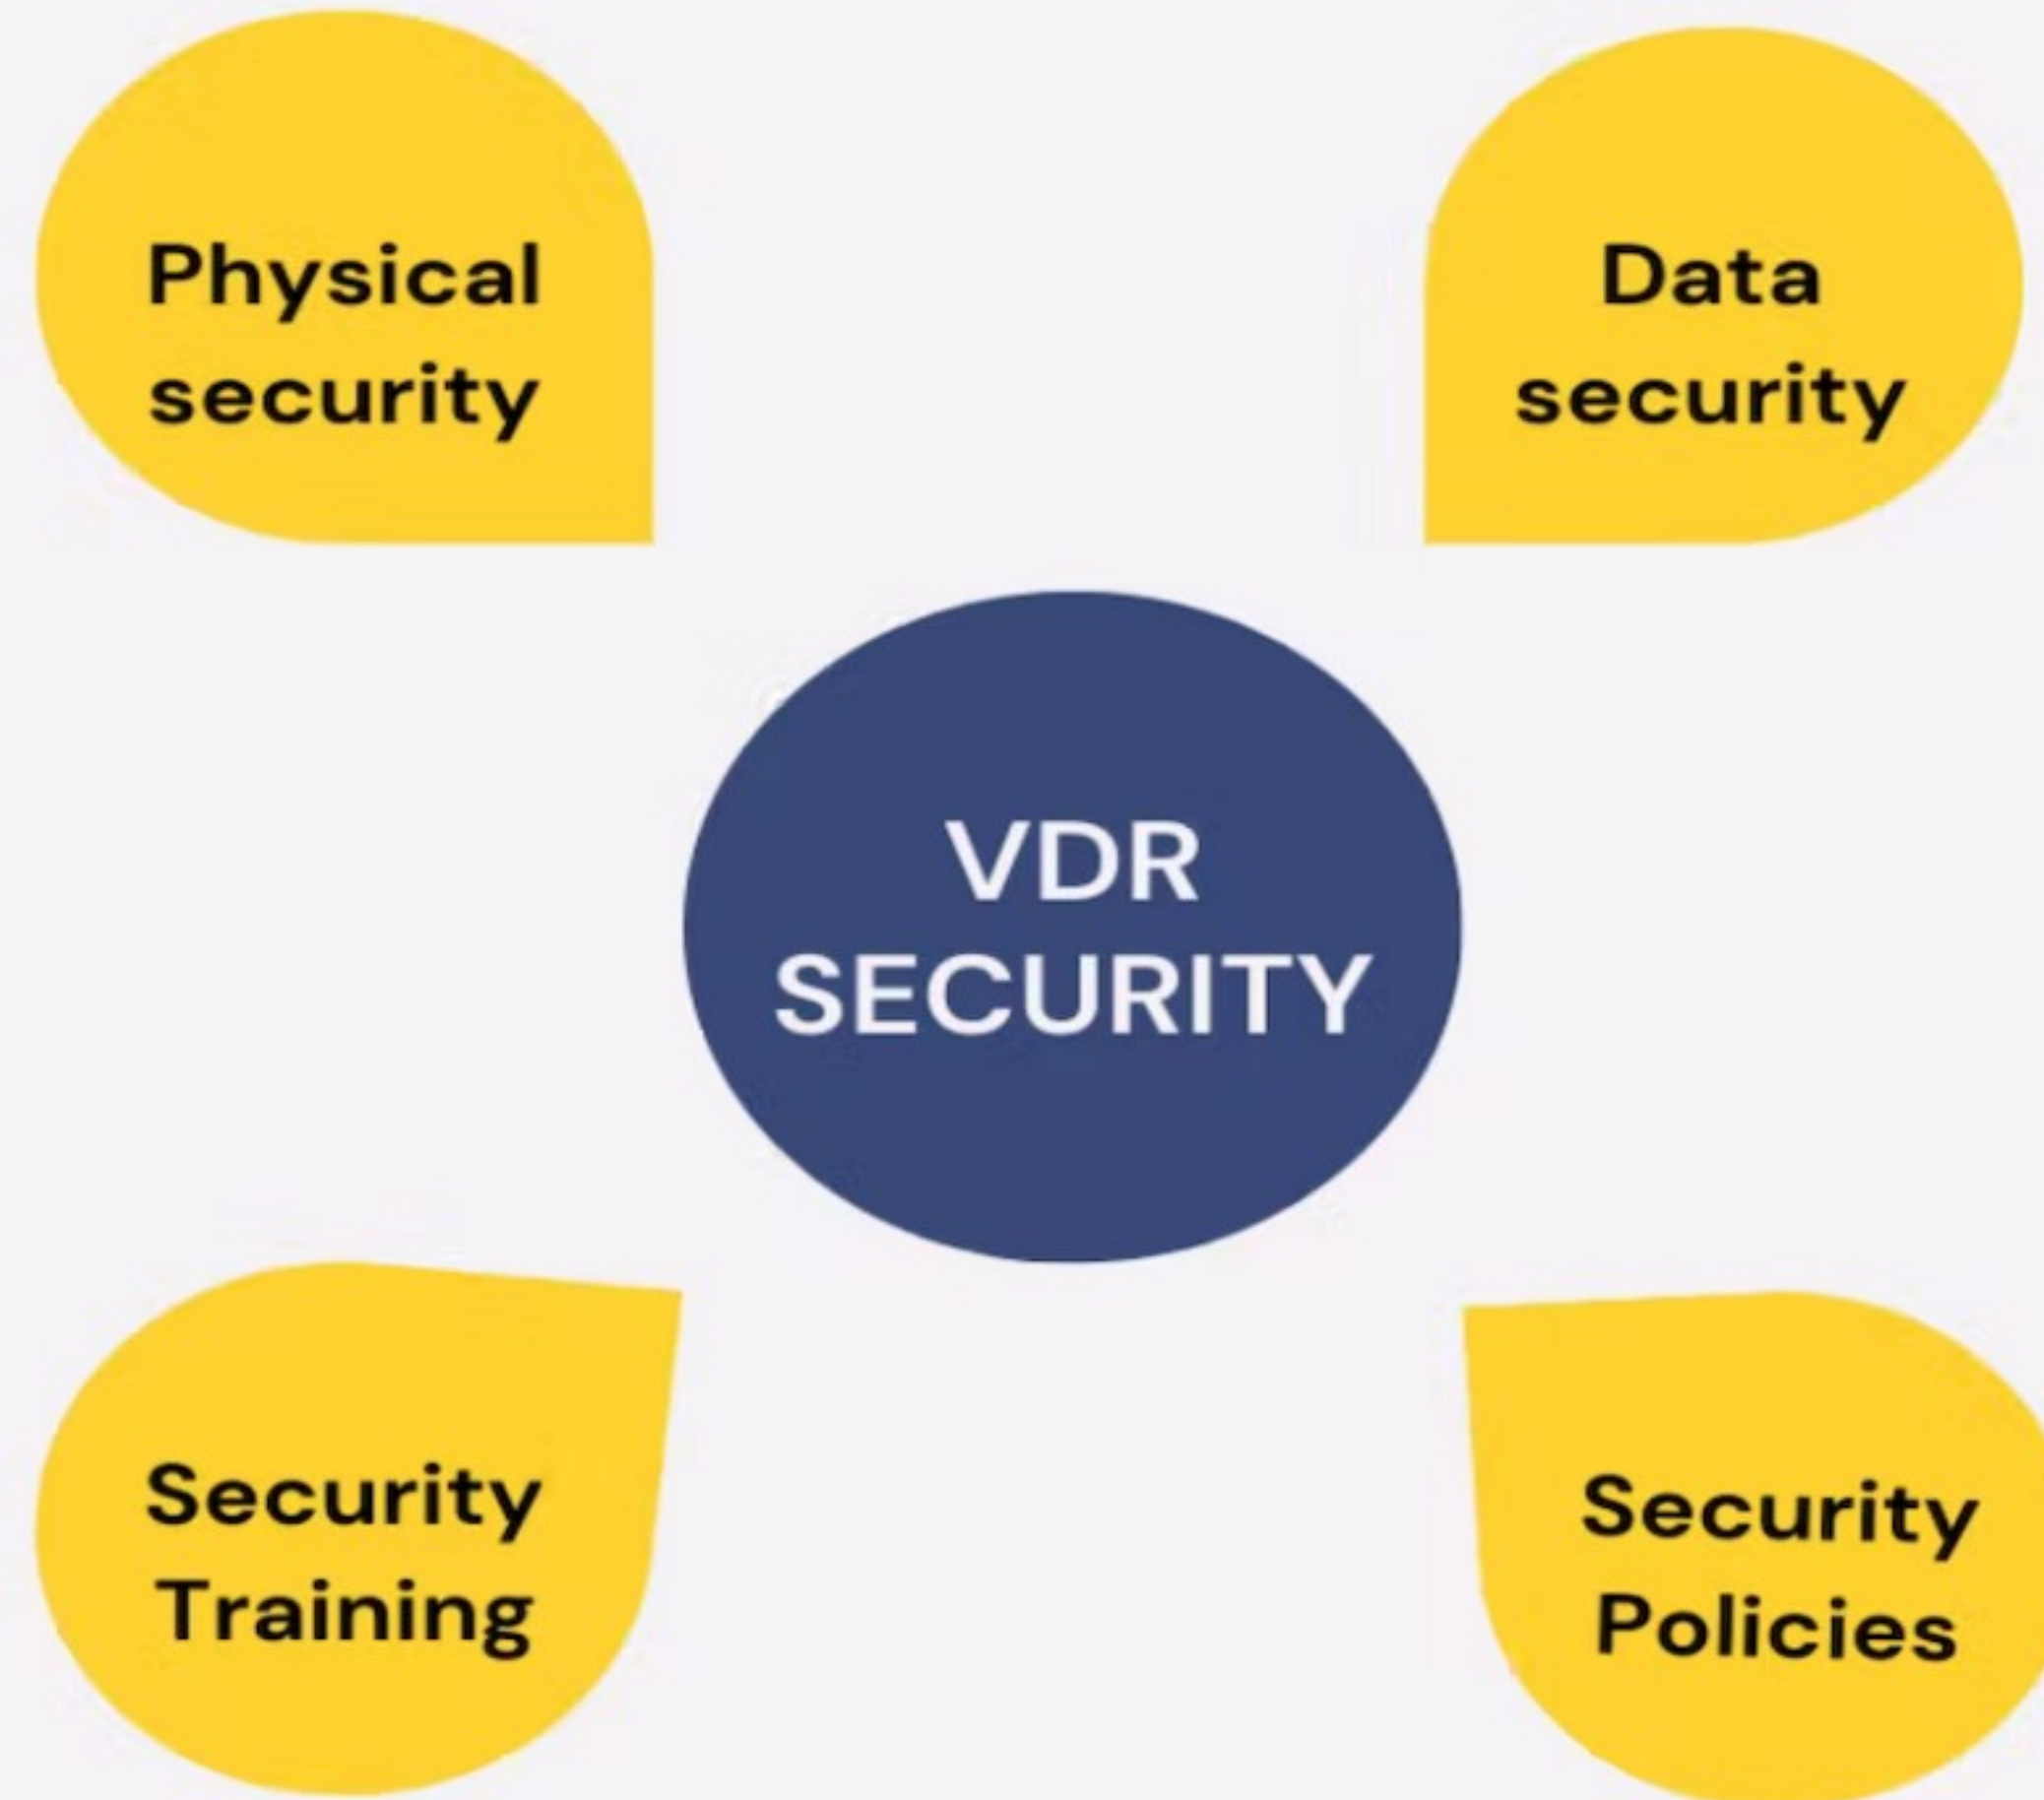 Physical
security
Data
security
VDR
SECURITY
Security
Training
Security
Policies